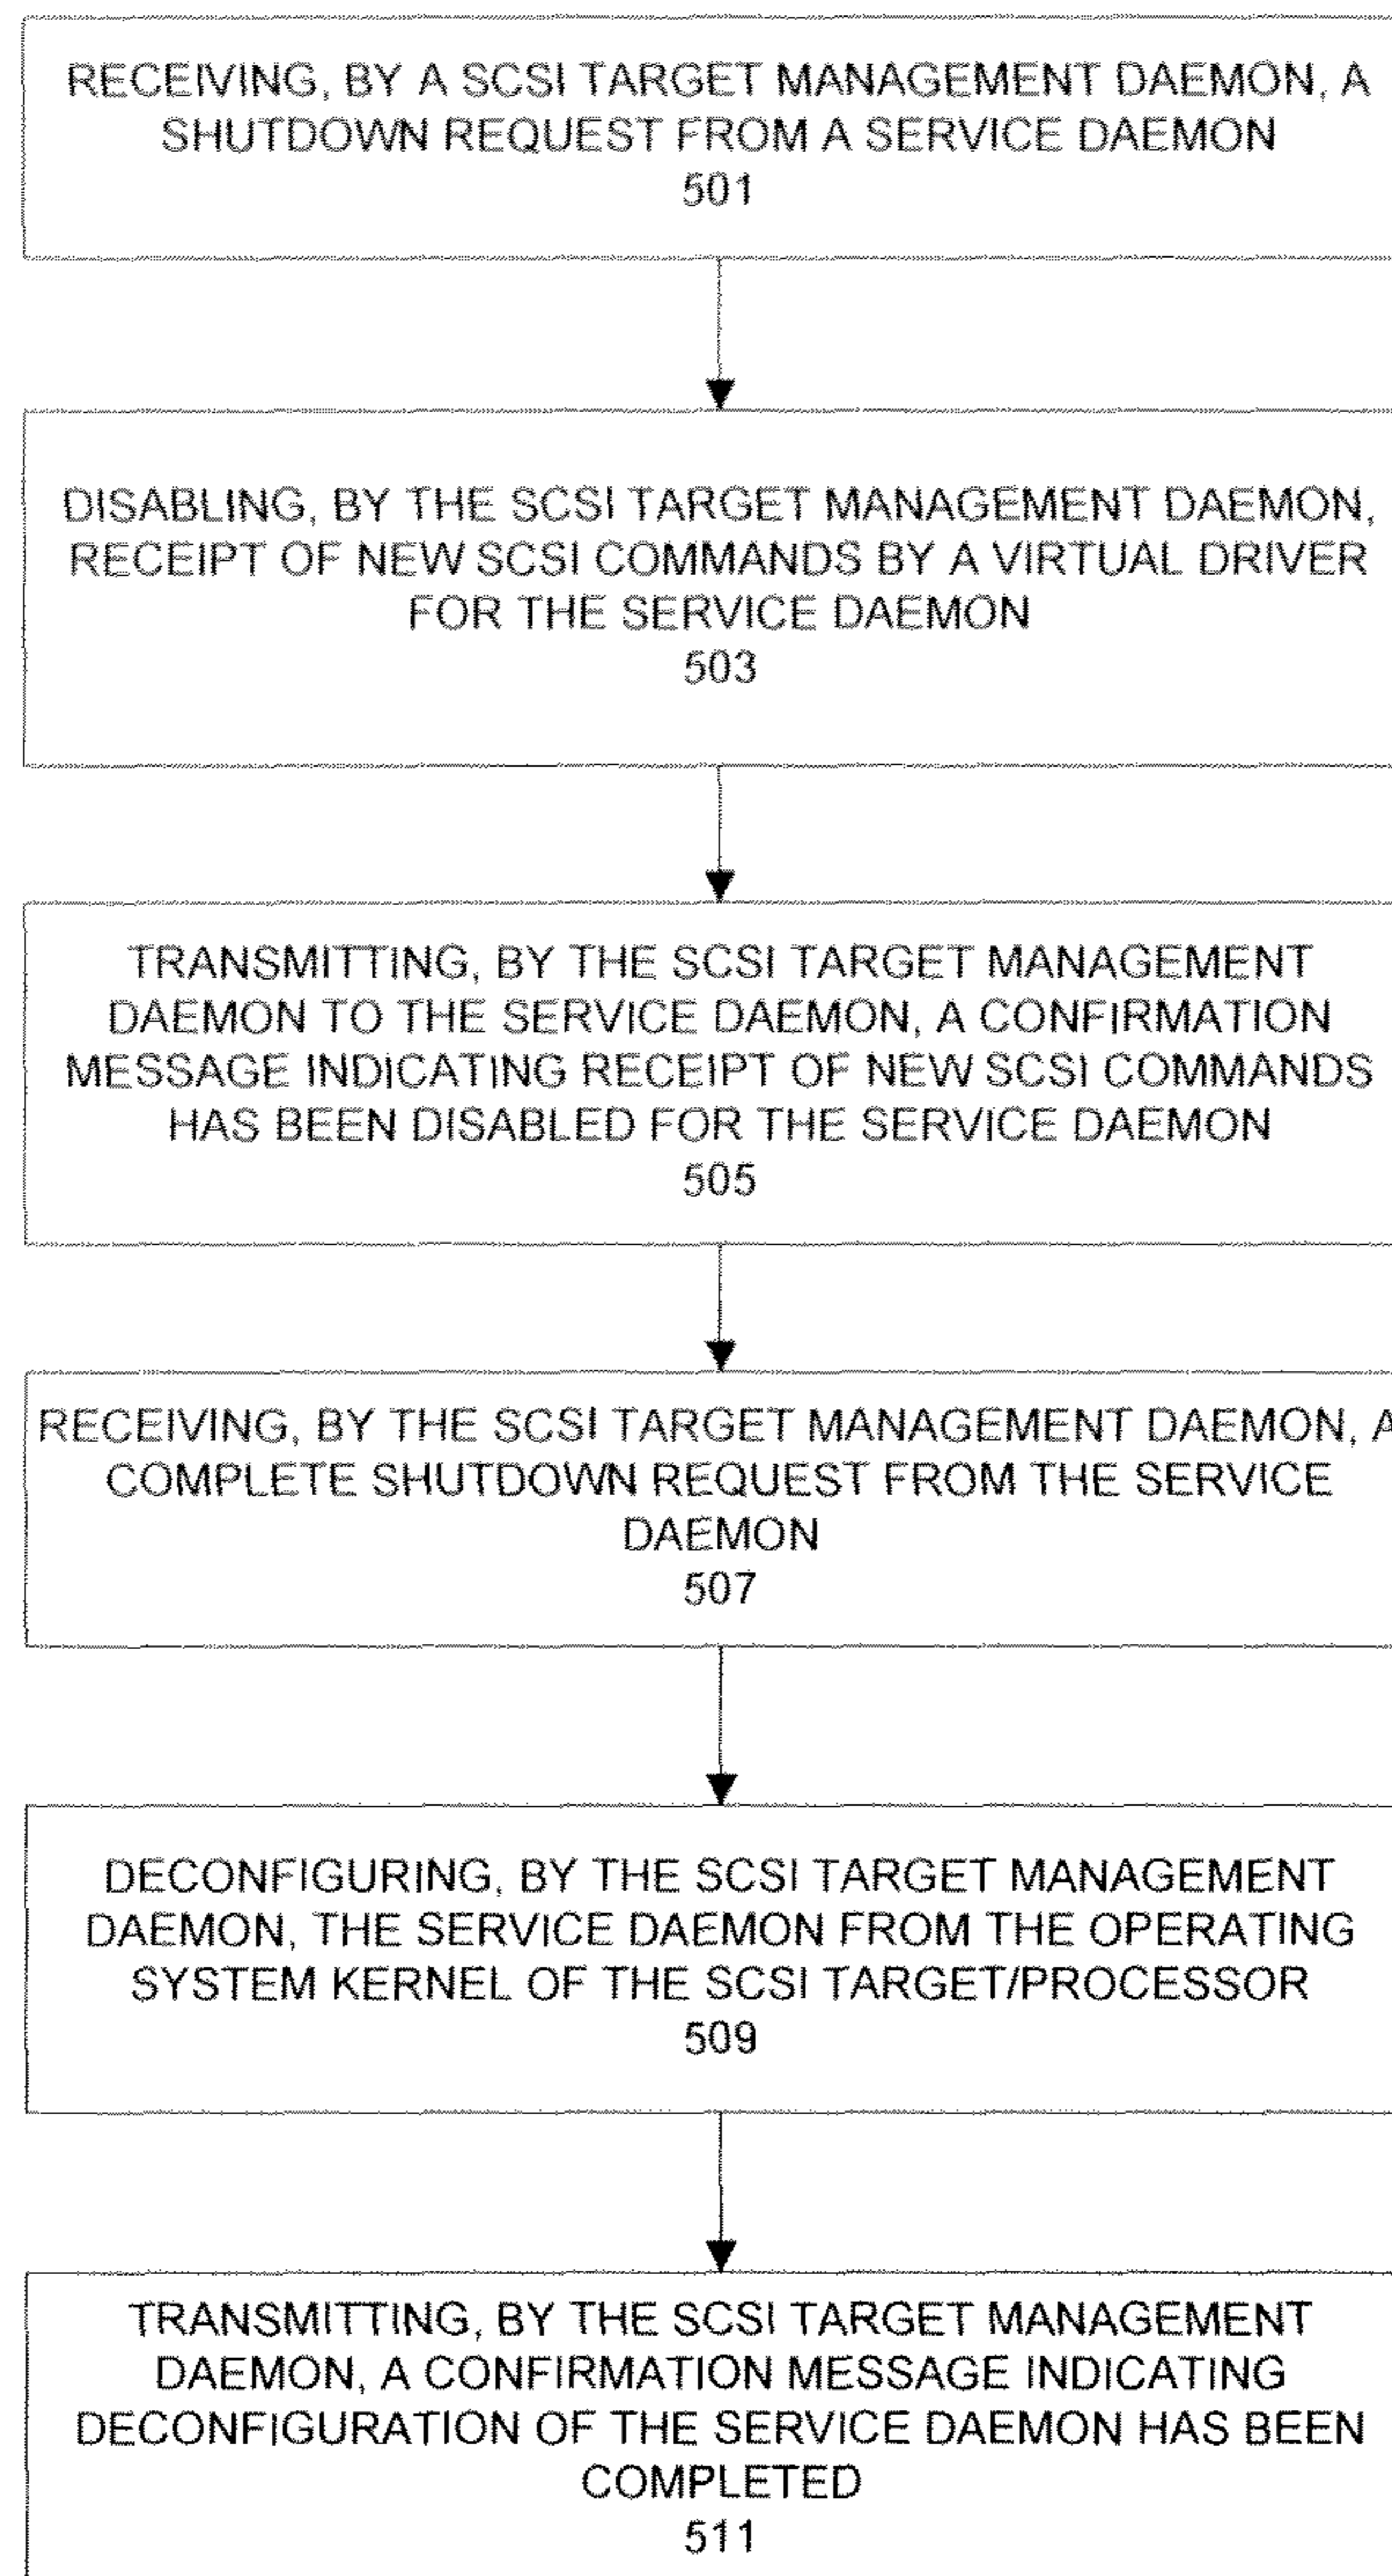 RECEIVING, BY A SCSI TARGET MANAGEMENT DAEMON, A
SHUTDOWN REQUEST FROM A SERVICE DAEMON
501
DISABLING, BY THE SCSI TARGET MANAGEMENT DAEMON,
RECEIPT OF NEW SCSI COMMANDS BY A VIRTUAL DRIVER
FOR THE SERVICE DAEMON
503
TRANSMITTING, BY THE SCSI TARGET MANAGEMENT
DAEMON TO THE SERVICE DAEMON, A CONFIRMATION
MESSAGE INDICATING RECEIPT OF NEW SCSI COMMANDS
HAS BEEN DISABLED FOR THE SERVICE DAEMON
505
RECEIVING, BY THE SCSI TARGET MANAGEMENT DAEMON, A
COMPLETE SHUTDOWN REQUEST FROM THE SERVICE
DAEMON
507
DECONFIGURING, BY THE SCSI TARGET MANAGEMENT
DAEMON, THE SERVICE DAEMON FROM THE OPERATING
SYSTEM KERNEL OF THE SCSI TARGET/PROCESSOR
509
TRANSMITTING, BY THE SCSI TARGET MANAGEMENT
DAEMON, A CONFIRMATION MESSAGE INDICATING
DECONFIGURATION OF THE SERVICE DAEMON HAS BEEN
COMPLETED
511